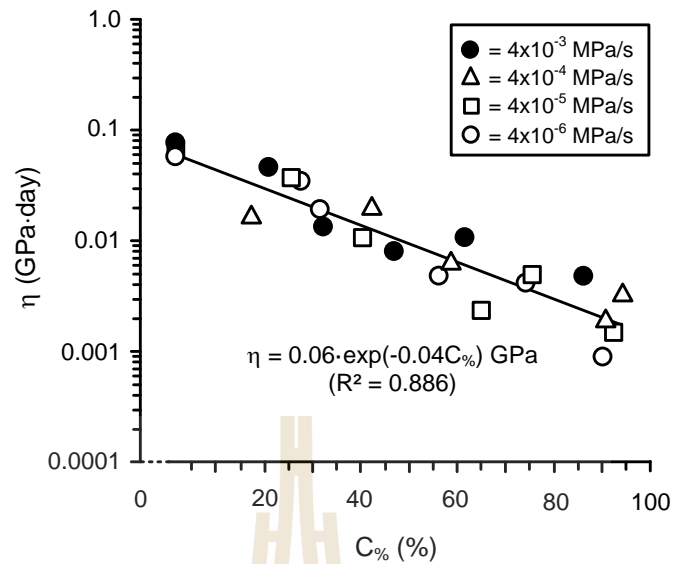 1.0
0.1
0.01
0.001
0.0001
η (GPa·day)
= 4x10⁻³ MPa/s
= 4x10⁻⁴ MPa/s
= 4x10⁻⁵ MPa/s
= 4x10⁻⁶ MPa/s
η = 0.06·exp(-0.04C%) GPa
(R² = 0.886)
0 20 40 60 80 100
C% (%)